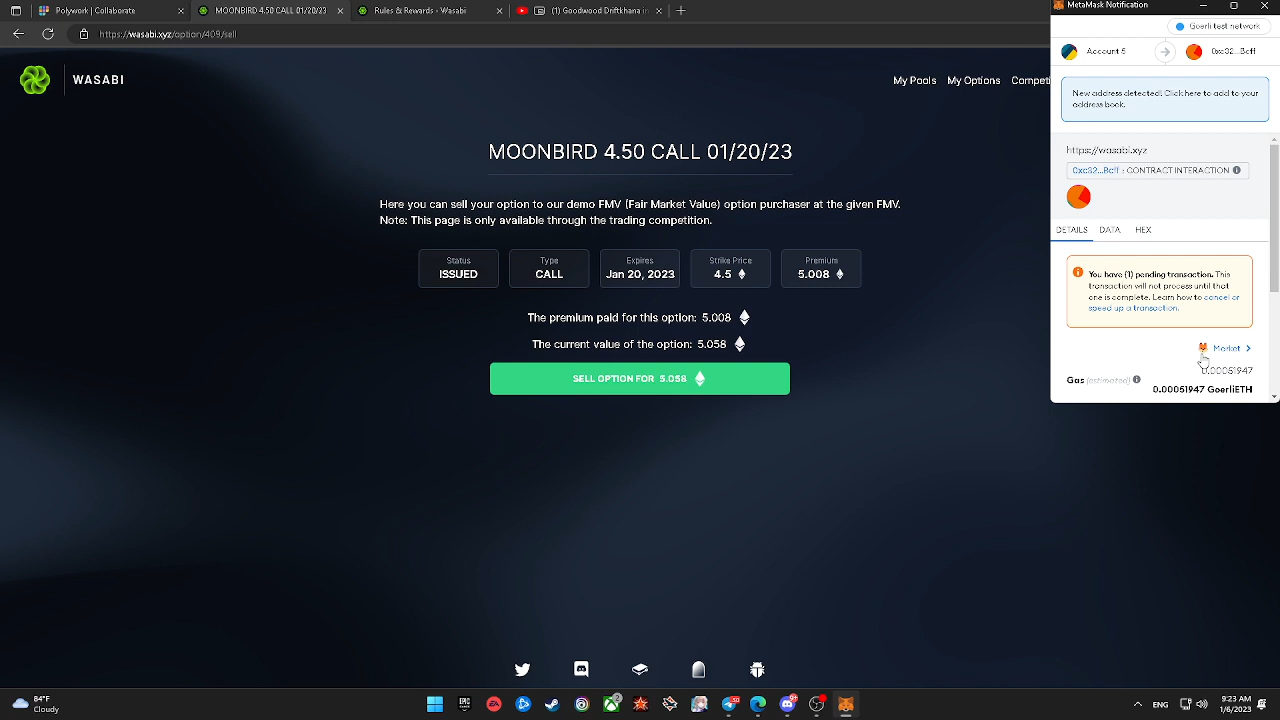 Polywork | Collaborate
MOONBIRD 4.50 CALL 01/20/23
Rules & Rewards - Wasabi
(1) Goodwood Driftkhana in
https://wasabi.xyz/option/409/sell
WASABI
My Pools
My Options
Competi
MOONBIRD 4.50 CALL 01/20/23
Here you can sell your option to our demo FMV (Fair Market Value) option purchaser at the given FMV.
Note: This page is only available through the trading competition.
Status
ISSUED
Type
CALL
Expires
Jan 20, 2023
Strike Price
4.5
Premium
5.008
The premium paid for this option: 5.008
The current value of the option: 5.058
SELL OPTION FOR 5.058
MetaMask Notification
Goerli test network
Account 5
0xc32...Bcff
New address detected! Click here to add to your
address book.
https://wasabi.xyz
0xc32...Bcff : CONTRACT INTERACTION
DETAILS
DATA
HEX
You have (1) pending transaction. This
transaction will not process until that
one is complete. Learn how to cancel or
speed up a transaction.
Market
0.00051947
Gas (estimated)
0.00051947 GoerliETH
84°F
Cloudy
ENG
9:23 AM
1/6/2023